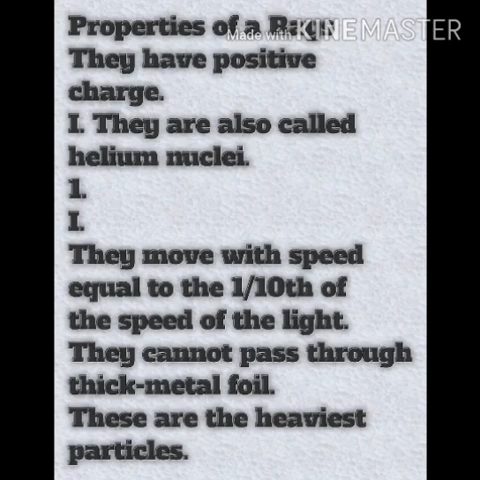 Properties of a Rays
Made with KINEMASTER
They have positive
charge.
I. They are also called
helium nuclei.
1.
I.
They move with speed
equal to the 1/10th of
the speed of the light.
They cannot pass through
thick-metal foil.
These are the heaviest
particles.